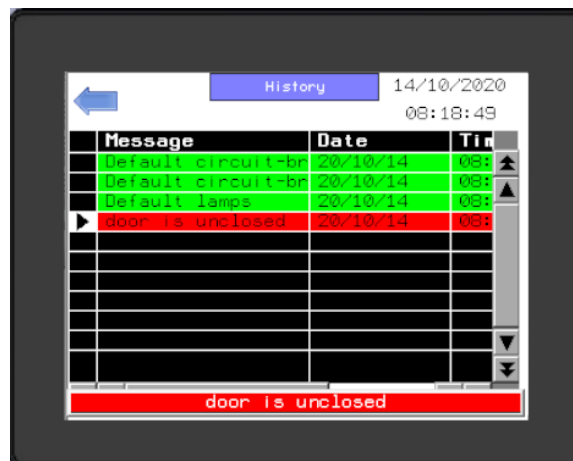 History 14/10/2020
08:18:49
Message Date Tim
Default circuit-br 20/10/14 08:
Default circuit-br 20/10/14 08:
Default lamps 20/10/14 08:
door is unclosed 20/10/14 08:
door is unclosed